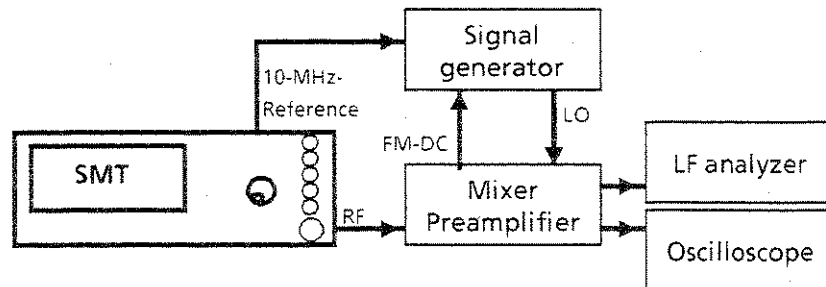 Signal
generator
10-MHz-
Reference
FM-DC
LO
SMT
RF
Mixer
Preamplifier
LF analyzer
Oscilloscope